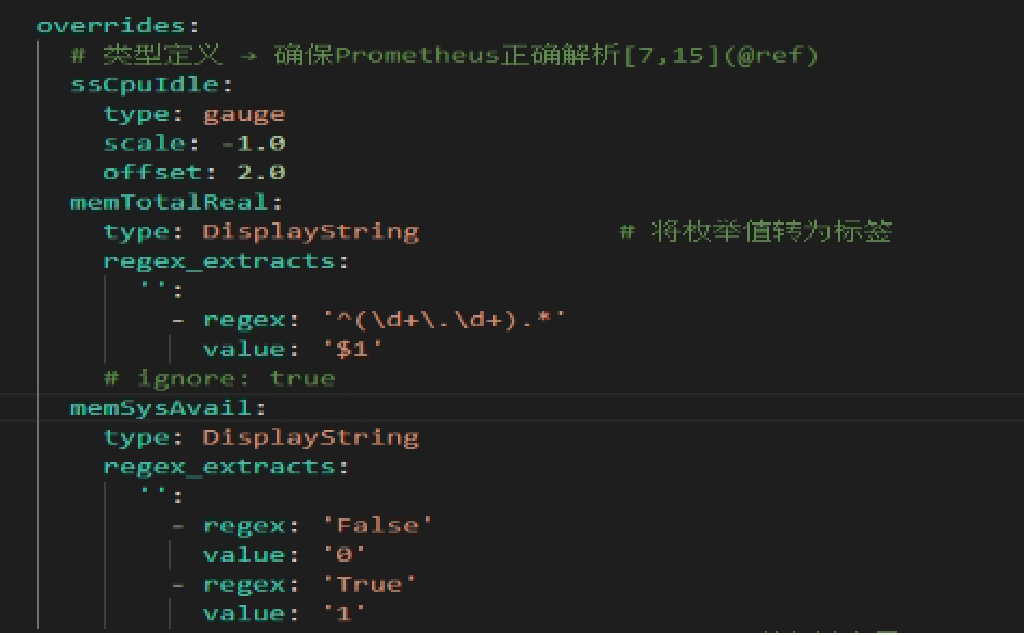 overrides:
# 类型定义 → 确保Prometheus正确解析[7,15](@ref)
ssCpuIdle:
type: gauge
scale: -1.0
offset: 2.0
memTotalReal:
type: DisplayString # 将枚举值转为标签
regex_extracts:
'':
- regex: '^(\d+\.\d+).*'
value: '$1'
# ignore: true
memSysAvail:
type: DisplayString
regex_extracts:
'':
- regex: 'False'
value: '0'
- regex: 'True'
value: '1'